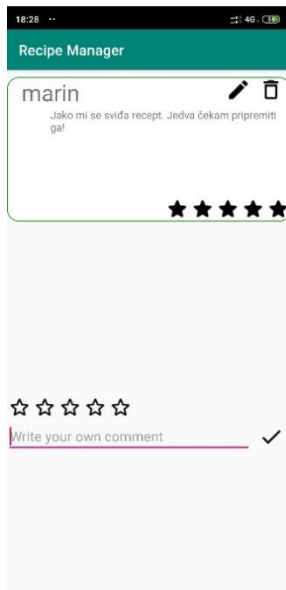 18:28 ··
4G
Recipe Manager
marin
Jako mi se sviđa recept. Jedva čekam pripremiti
ga!
Write your own comment